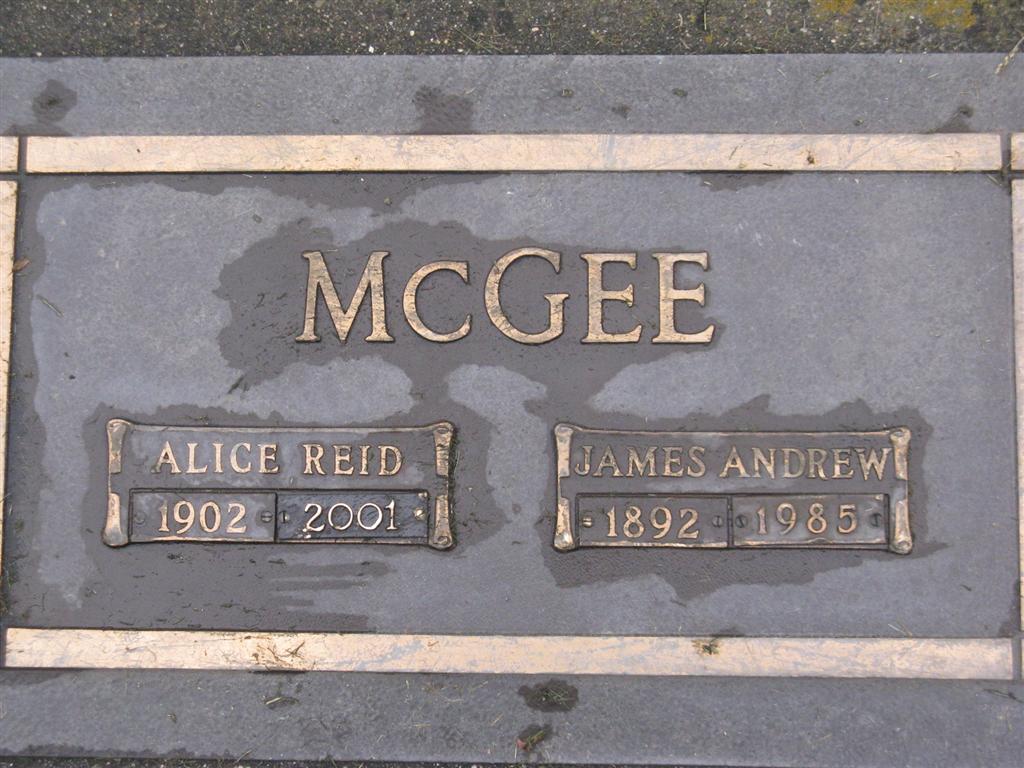 McGEE
ALICE REID
1902 2001
JAMES ANDREW
1892 1985